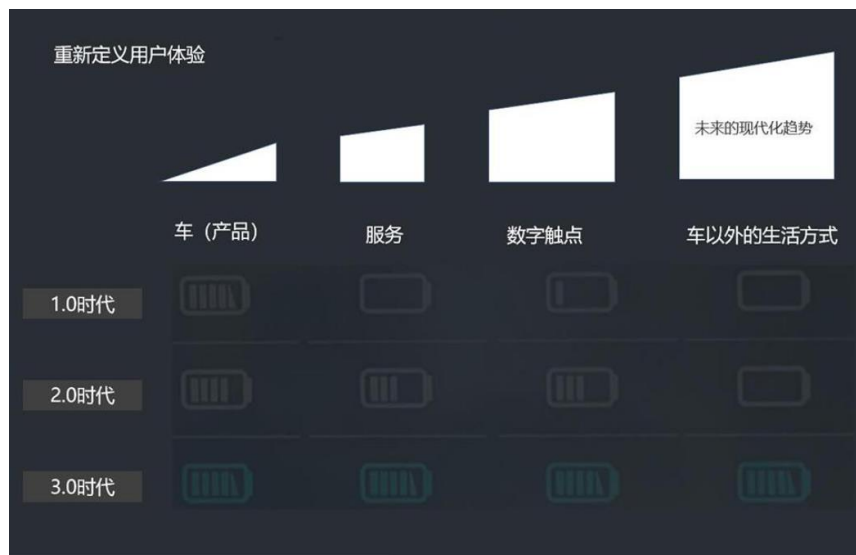 重新定义用户体验
未来的现代化趋势
车（产品）
服务
数字触点
车以外的生活方式
1.0时代
2.0时代
3.0时代